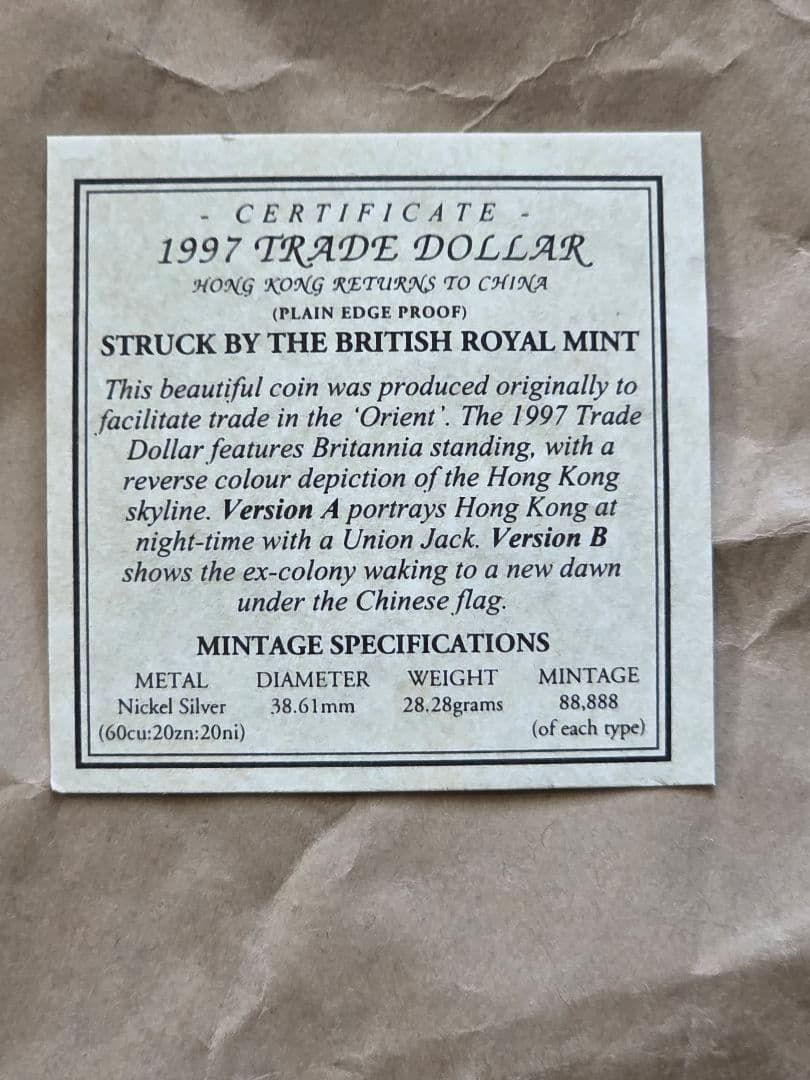 - CERTIFICATE -
1997 TRADE DOLLAR
HONG KONG RETURNS TO CHINA
(PLAIN EDGE PROOF)
STRUCK BY THE BRITISH ROYAL MINT
This beautiful coin was produced originally to
facilitate trade in the ‘Orient’. The 1997 Trade
Dollar features Britannia standing, with a
reverse colour depiction of the Hong Kong
skyline. Version A portrays Hong Kong at
night-time with a Union Jack. Version B
shows the ex-colony waking to a new dawn
under the Chinese flag.
MINTAGE SPECIFICATIONS
METAL DIAMETER WEIGHT MINTAGE
Nickel Silver 38.61mm 28.28grams 88,888
(60cu:20zn:20ni) (of each type)